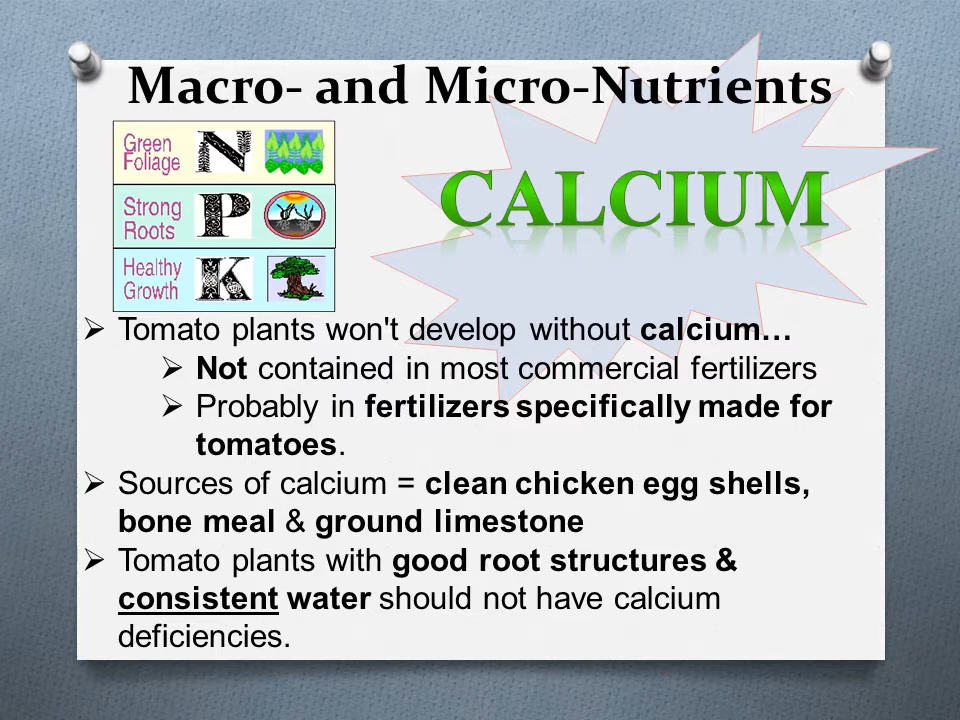 Macro- and Micro-Nutrients
Green
Foliage
N
Strong
Roots
P
Healthy
Growth
K
CALCIUM
➢ Tomato plants won't develop without calcium…
➢ Not contained in most commercial fertilizers
➢ Probably in fertilizers specifically made for
tomatoes.
➢ Sources of calcium = clean chicken egg shells,
bone meal & ground limestone
➢ Tomato plants with good root structures &
consistent water should not have calcium
deficiencies.